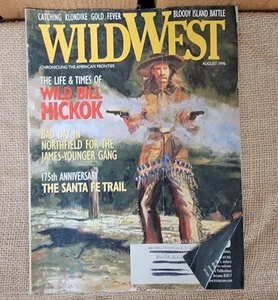 CATCHING KLONDIKE GOLD FEVER
BLOODY ISLAND BATTLE
WILD WEST
CHRONICLING THE AMERICAN FRONTIER
AUGUST 1996
THE LIFE & TIMES OF
WILD BILL
HICKOK
BAD DAY IN
NORTHFIELD FOR THE
JAMES-YOUNGER GANG
175th ANNIVERSARY
THE SANTA FE TRAIL